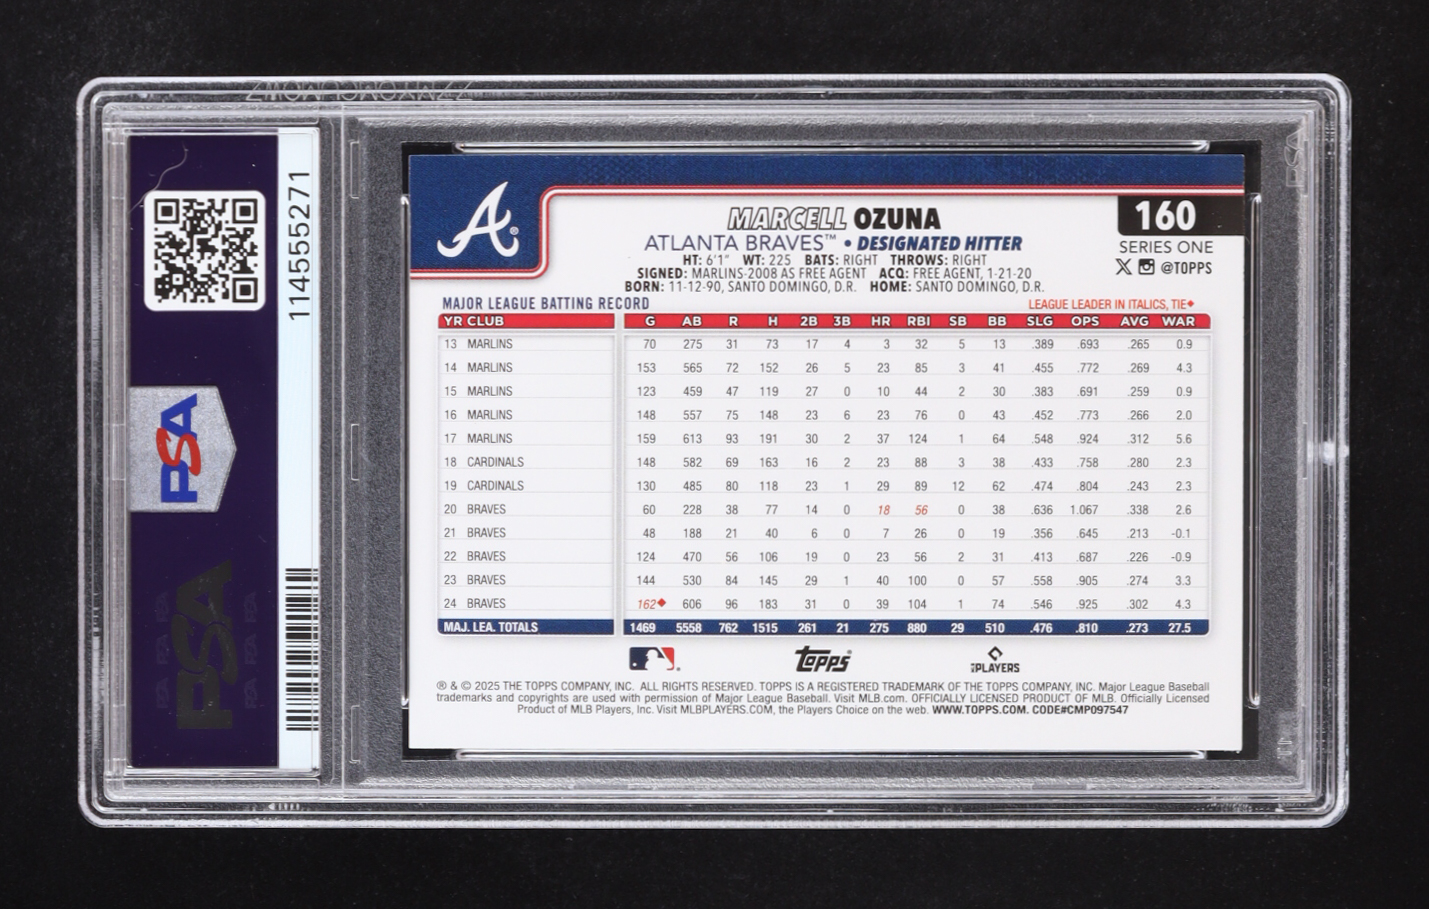 114555271
PSA
PSA
A
160
SERIES ONE
@TOPPS
MARCELL OZUNA
ATLANTA BRAVES™ • DESIGNATED HITTER
HT: 6'1" WT: 225 BATS: RIGHT THROWS: RIGHT
SIGNED: MARLINS-2008 AS FREE AGENT ACQ: FREE AGENT, 1-21-20
BORN: 11-12-90, SANTO DOMINGO, D.R. HOME: SANTO DOMINGO, D.R.
MAJOR LEAGUE BATTING RECORD LEAGUE LEADER IN ITALICS, TIE◆
YR CLUB G AB R H 2B 3B HR RBI SB BB SLG OPS AVG WAR
13 MARLINS 70 275 31 73 17 4 3 32 5 13 .389 .693 .265 0.9
14 MARLINS 153 565 72 152 26 5 23 85 3 41 .455 .772 .269 4.3
15 MARLINS 123 459 47 119 27 0 10 44 2 30 .383 .691 .259 0.9
16 MARLINS 148 557 75 148 23 6 23 76 0 43 .452 .773 .266 2.0
17 MARLINS 159 613 93 191 30 2 37 124 1 64 .548 .924 .312 5.6
18 CARDINALS 148 582 69 163 16 2 23 88 3 38 .433 .758 .280 2.3
19 CARDINALS 130 485 80 118 23 1 29 89 12 62 .474 .804 .243 2.3
20 BRAVES 60 228 38 77 14 0 18 56 0 38 .636 1.067 .338 2.6
21 BRAVES 48 188 21 40 6 0 7 26 0 19 .356 .645 .213 -0.1
22 BRAVES 124 470 56 106 19 0 23 56 2 31 .413 .687 .226 -0.9
23 BRAVES 144 530 84 145 29 1 40 100 0 57 .558 .905 .274 3.3
24 BRAVES 162◆ 606 96 183 31 0 39 104 1 74 .546 .925 .302 4.3
MAJ. LEA. TOTALS 1469 5558 762 1515 261 21 275 880 29 510 .476 .810 .273 27.5
Topps
PLAYERS
® & © 2025 THE TOPPS COMPANY, INC. ALL RIGHTS RESERVED. TOPPS IS A REGISTERED TRADEMARK OF THE TOPPS COMPANY, INC. Major League Baseball
trademarks and copyrights are used with permission of Major League Baseball. Visit MLB.com. OFFICIALLY LICENSED PRODUCT OF MLB. Officially Licensed
Product of MLB Players, Inc. Visit MLBPLAYERS.COM, the Players Choice on the web. WWW.TOPPS.COM. CODE#CMP097547